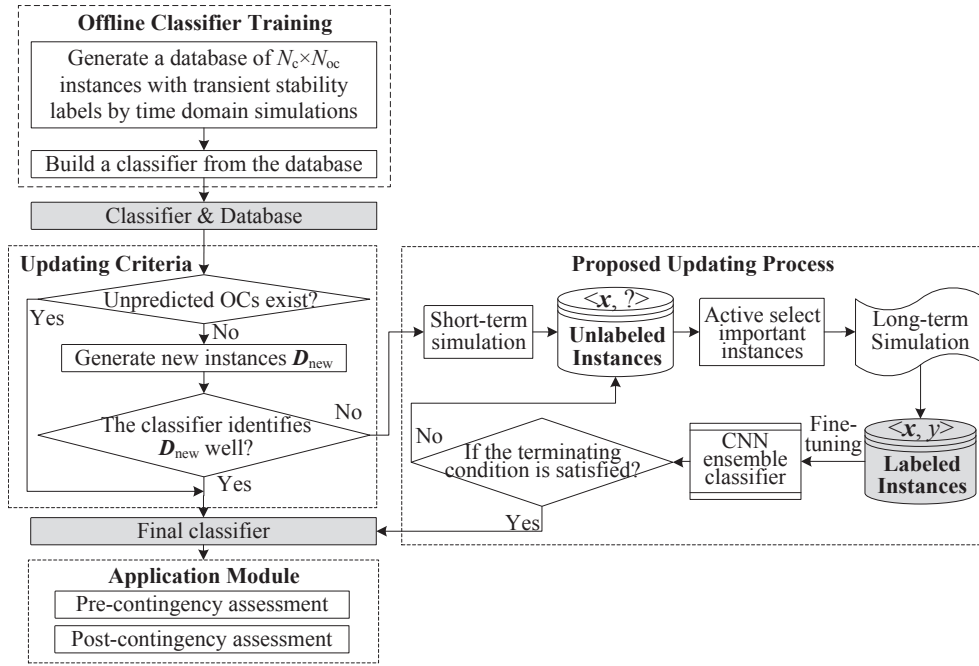 Offline Classifier Training
Generate a database of Nc×Noc
instances with transient stability
labels by time domain simulations
Build a classifier from the database
Classifier & Database
Updating Criteria
Unpredicted OCs exist?
Yes
No
Generate new instances Dnew
The classifier identifies
Dnew well?
No
Yes
Proposed Updating Process
Short-term
simulation
<x, ?>
Unlabeled
Instances
Active select
important
instances
Long-term
Simulation
<x, y>
Labeled
Instances
Fine-
tuning
CNN
ensemble
classifier
If the terminating
condition is satisfied?
No
Yes
Final classifier
Application Module
Pre-contingency assessment
Post-contingency assessment